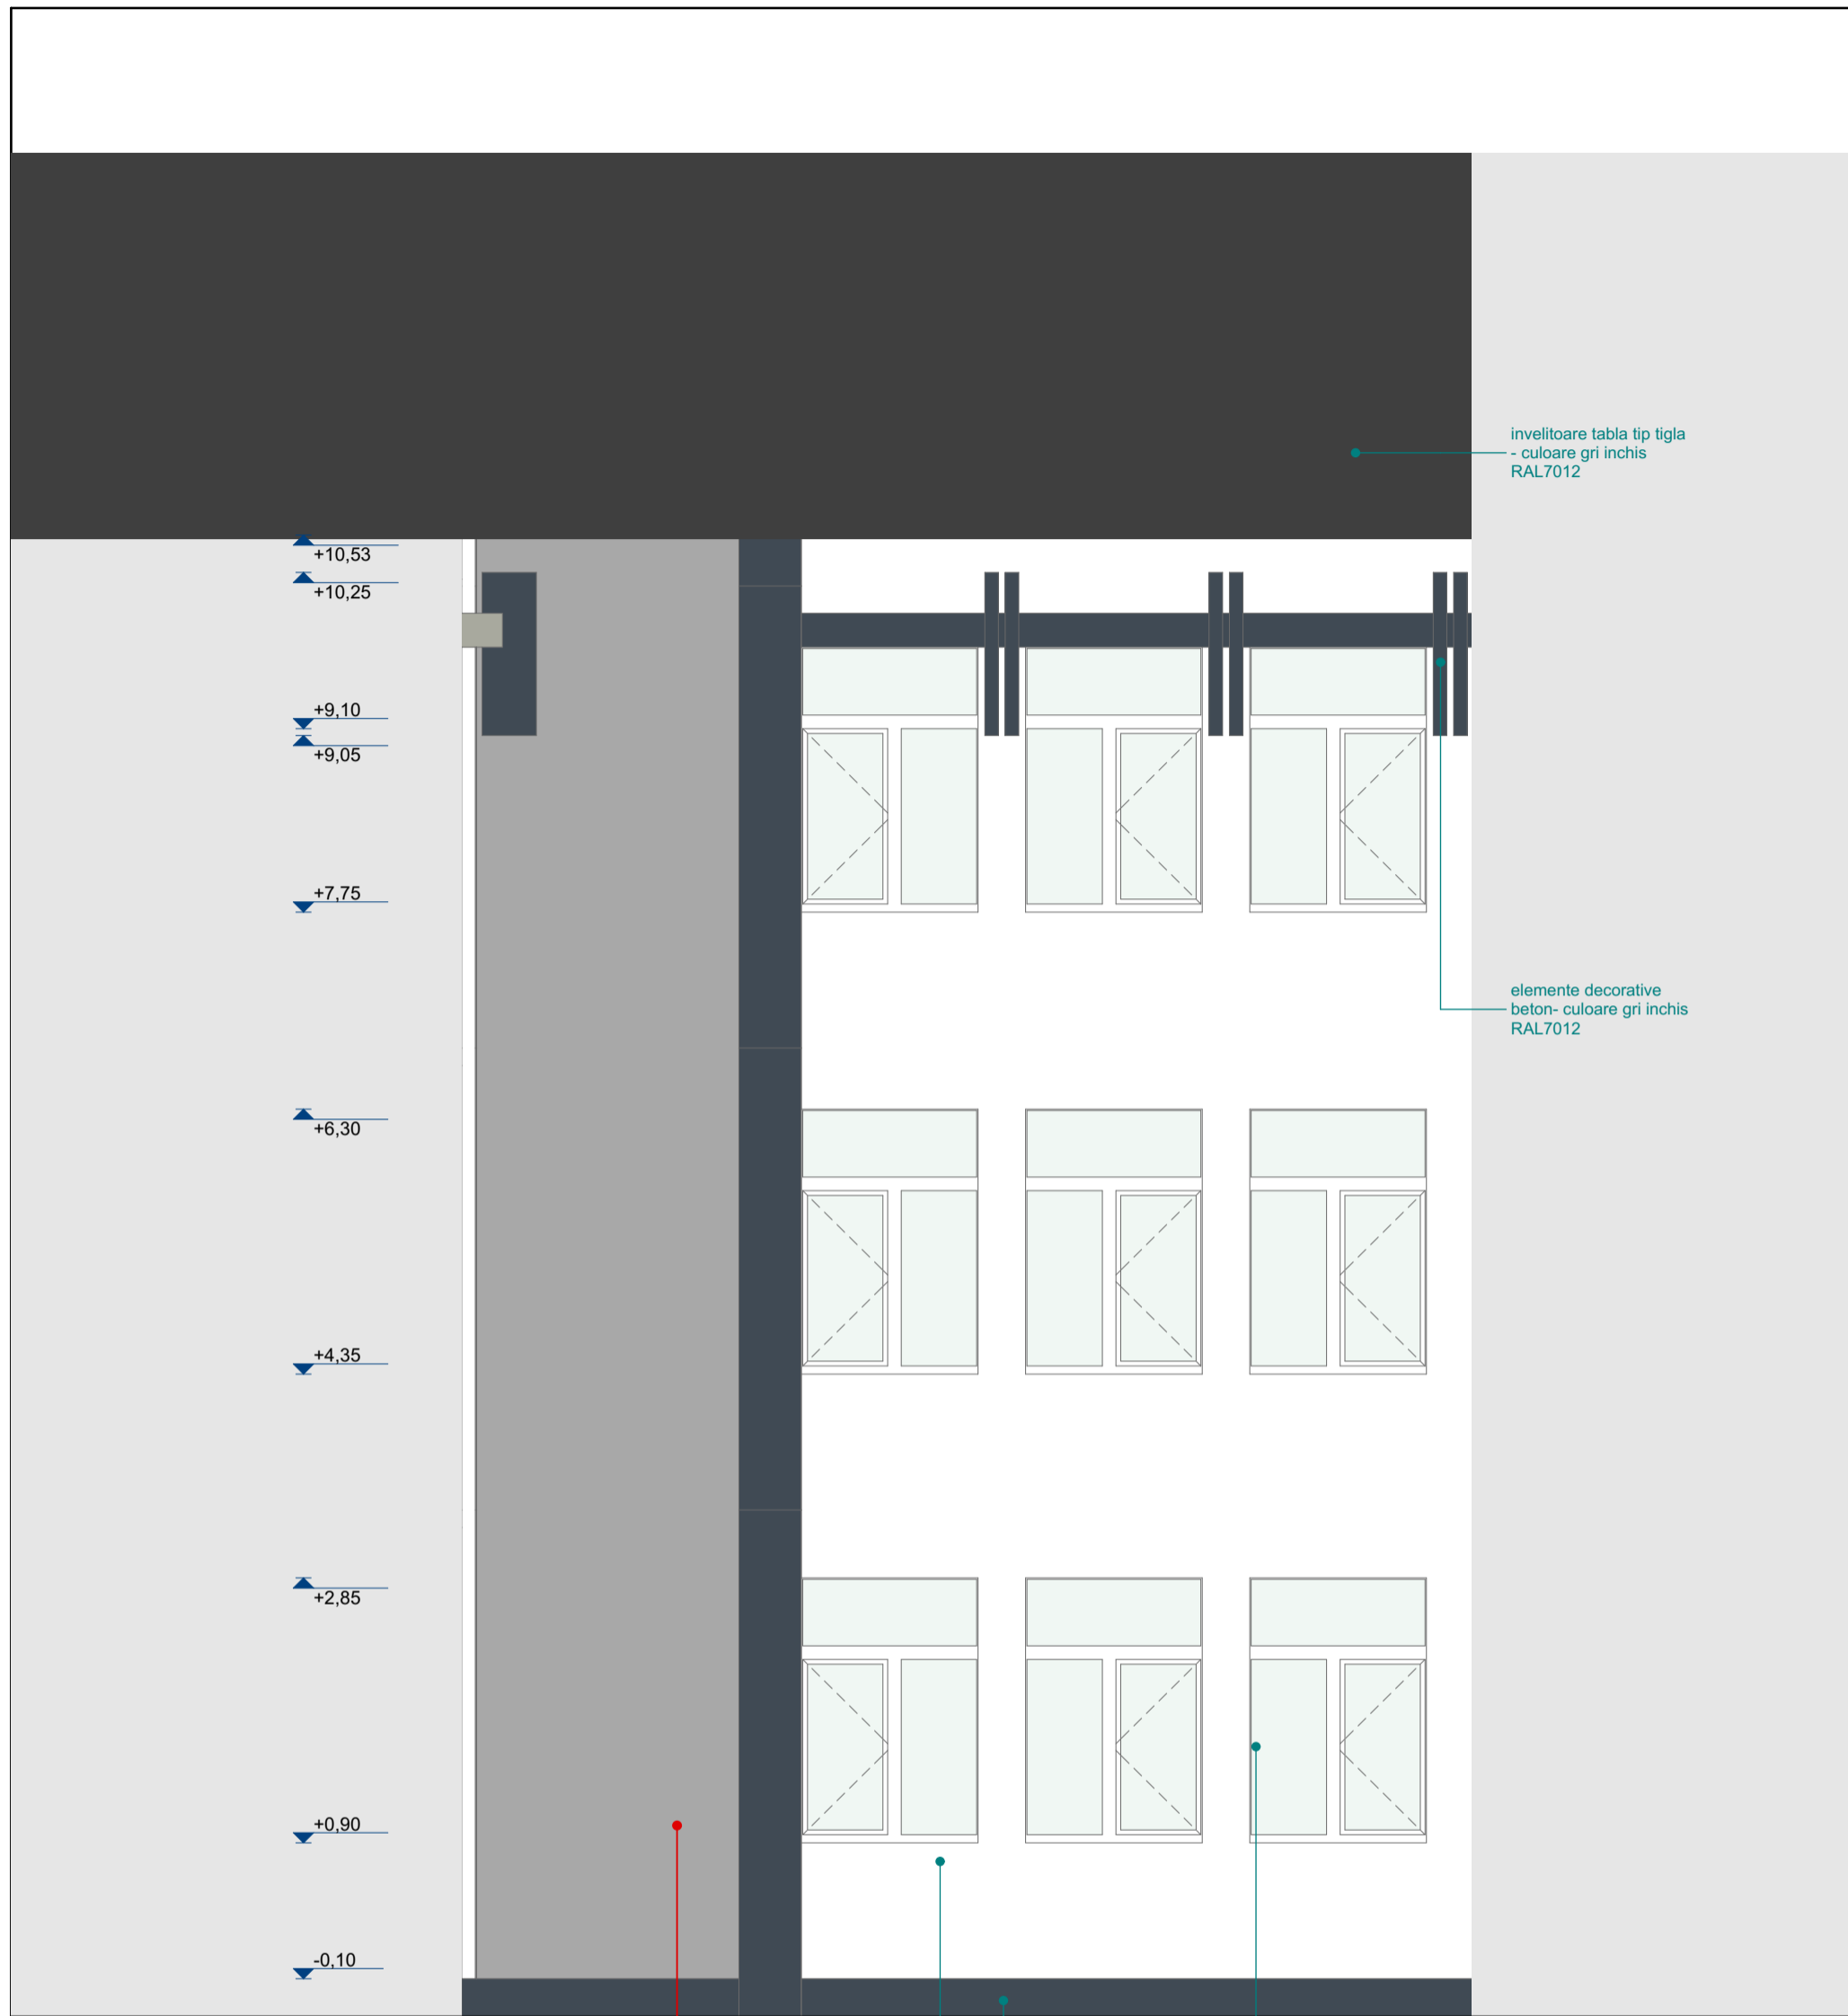 invelitoare tabla tip tigla
- culoare gri inchis
RAL7012
+10,53
+10,25
+9,10
+9,05
+7,75
elemente decorative
beton- culoare gri inchis
RAL7012
+6,30
+4,35
+2,85
+0,90
-0,10